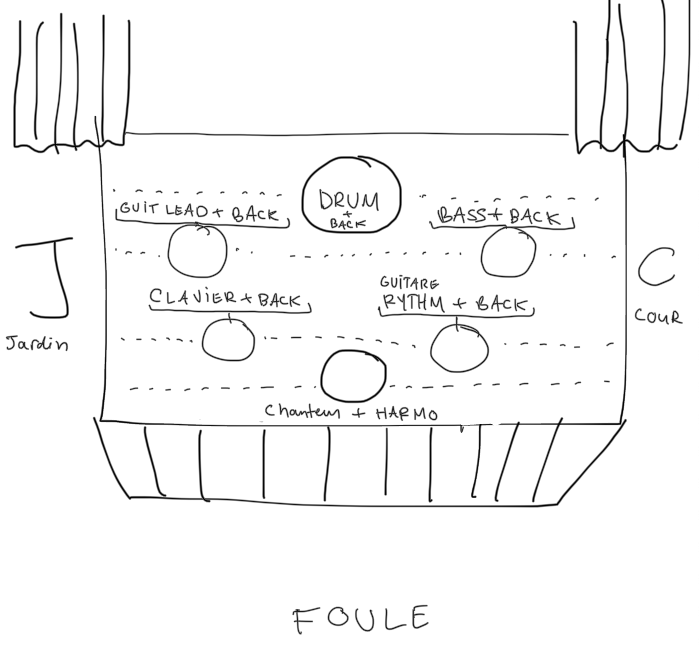 DRUM
+
BACK
GUIT LEAD + BACK
BASS + BACK
CLAVIER + BACK
GUITARE
RYTHM + BACK
J
Jardin
C
COUR
Chanteur + HARMO
FOULE